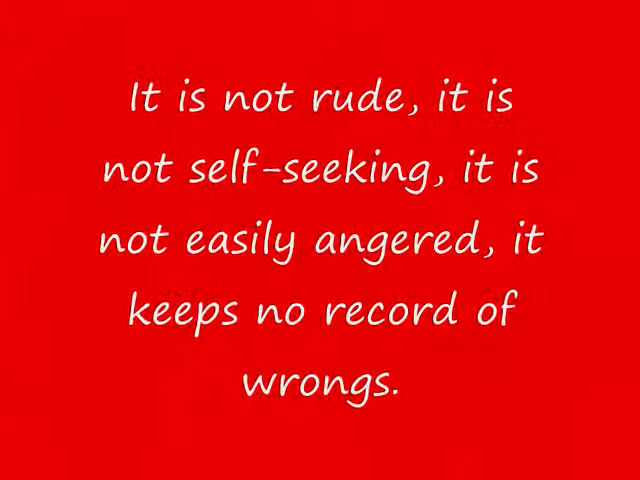 It is not rude, it is
not self-seeking, it is
not easily angered, it
keeps no record of
wrongs.